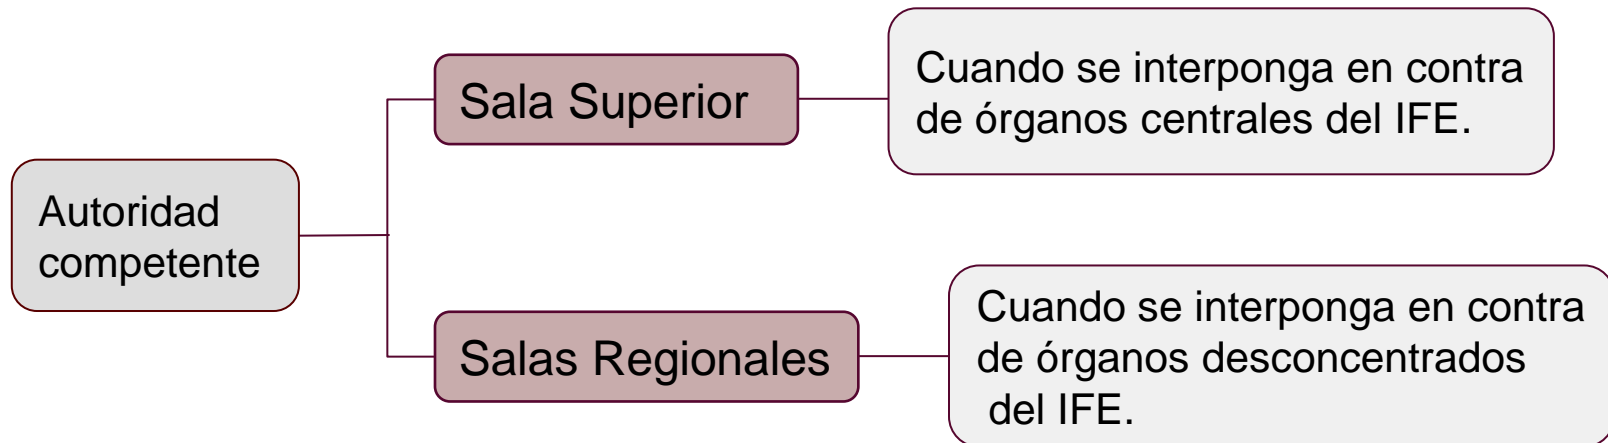 Autoridad
competente
Sala Superior
Cuando se interponga en contra
de órganos centrales del IFE.
Salas Regionales
Cuando se interponga en contra
de órganos desconcentrados
del IFE.